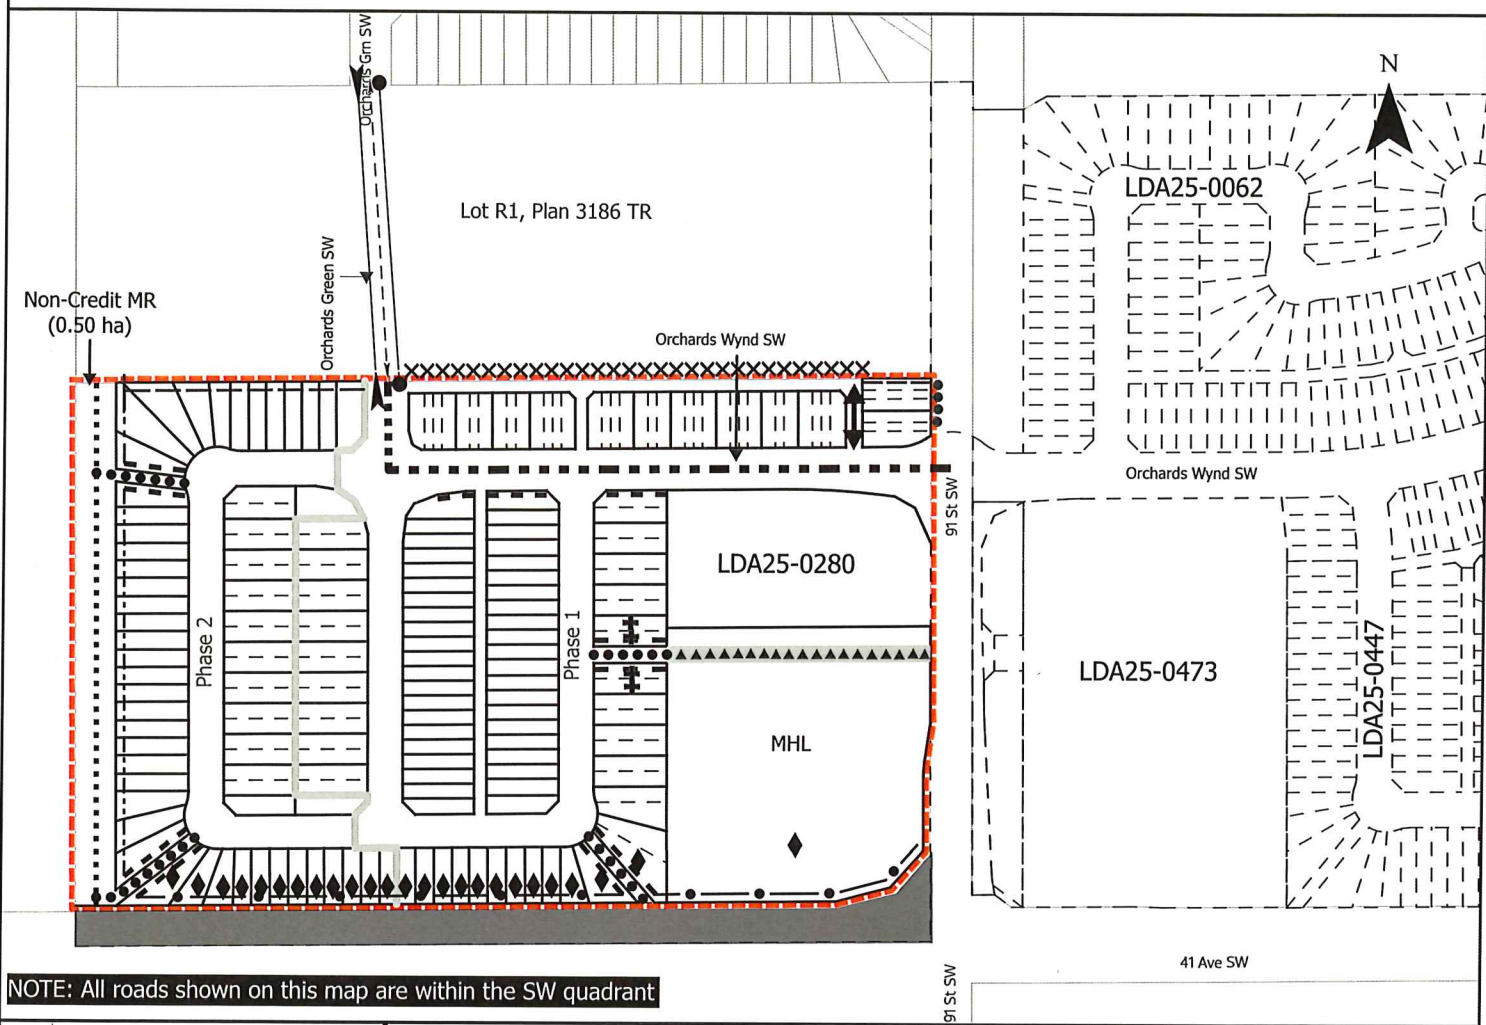 Orchards Grn SW
N
LDA25-0062
Lot R1, Plan 3186 TR
Orchards Green SW
Non-Credit MR
(0.50 ha)
Orchards Wynd SW
Orchards Wynd SW
91 St SW
LDA25-0280
Phase 2
Phase 1
LDA25-0473
LDA25-0447
MHL
41 Ave SW
91 St SW
NOTE: All roads shown on this map are within the SW quadrant